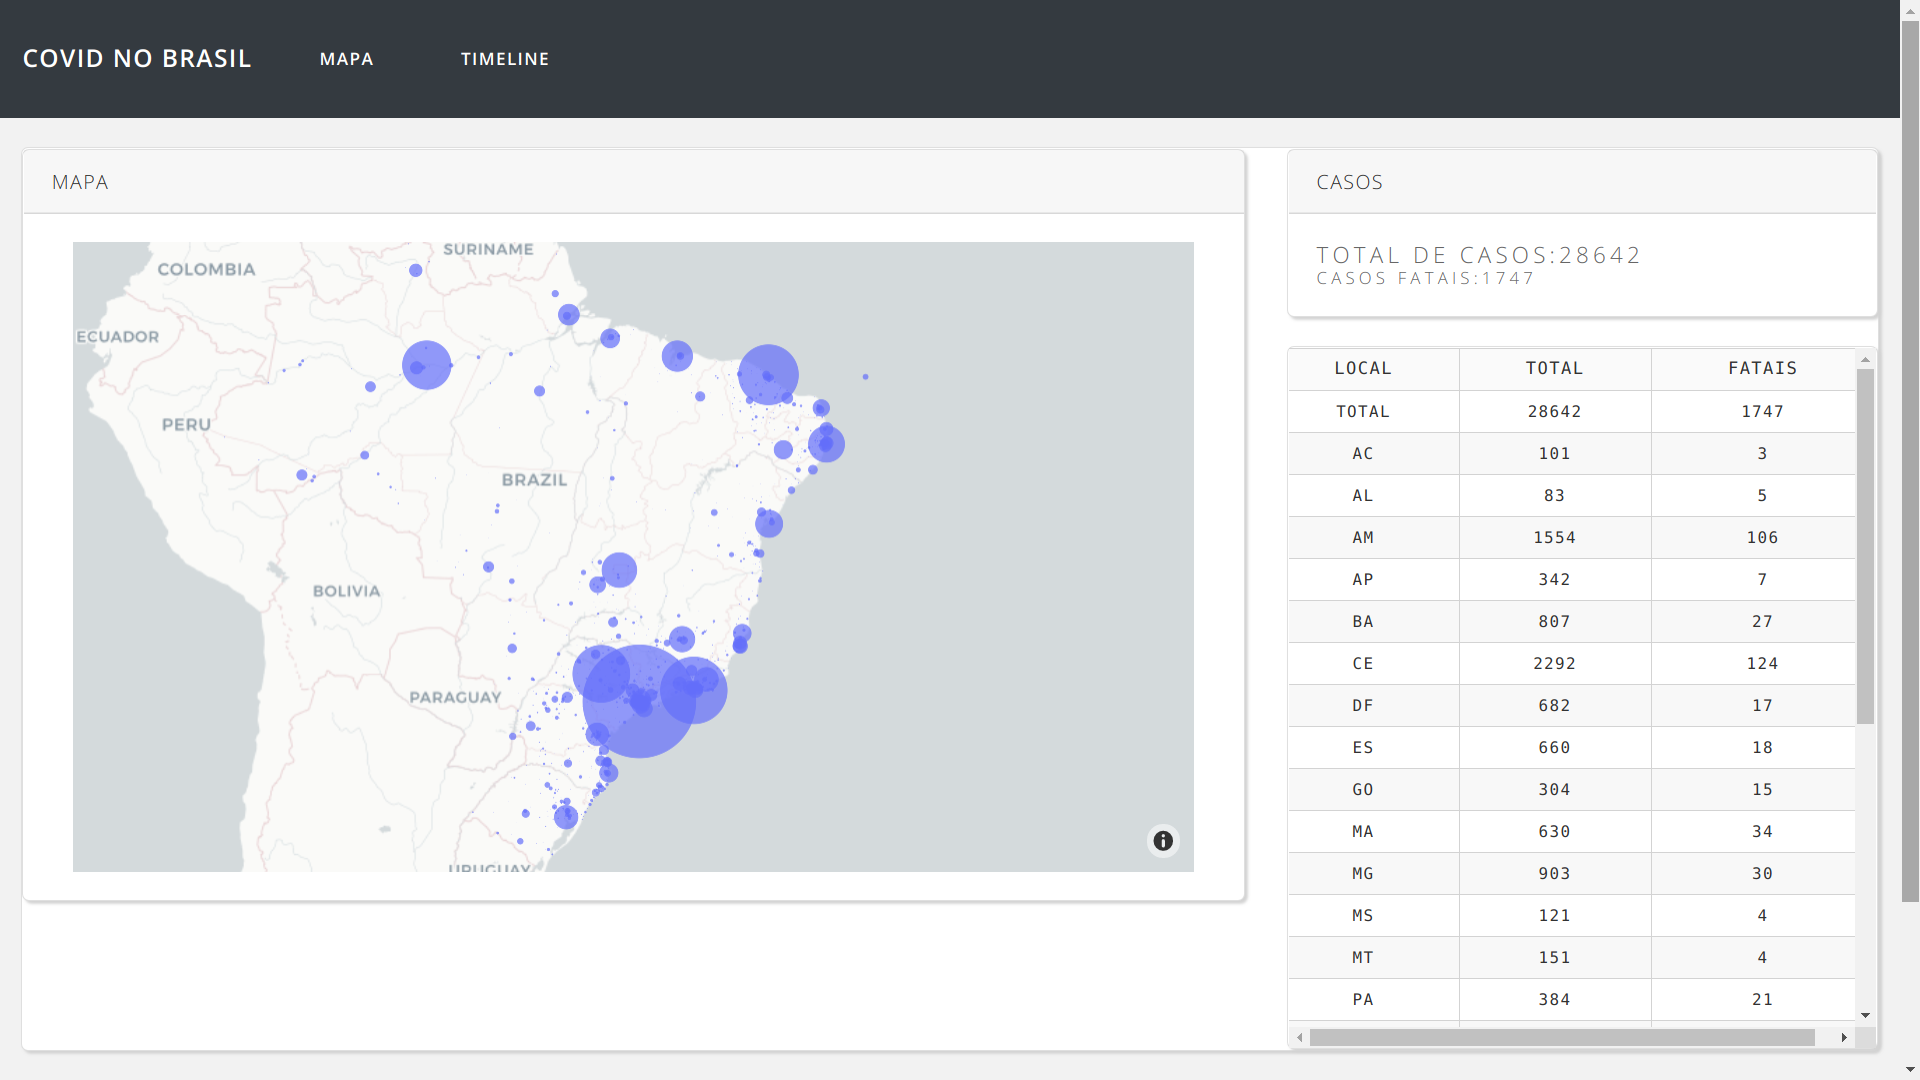 COVID NO BRASIL
MAPA
TIMELINE
MAPA
SURINAME
COLOMBIA
ECUADOR
PERU
BRAZIL
BOLIVIA
PARAGUAY
URUGUAY
CASOS
TOTAL DE CASOS:28642
CASOS FATAIS:1747
LOCAL TOTAL FATAIS
TOTAL 28642 1747
AC 101 3
AL 83 5
AM 1554 106
AP 342 7
BA 807 27
CE 2292 124
DF 682 17
ES 660 18
GO 304 15
MA 630 34
MG 903 30
MS 121 4
MT 151 4
PA 384 21